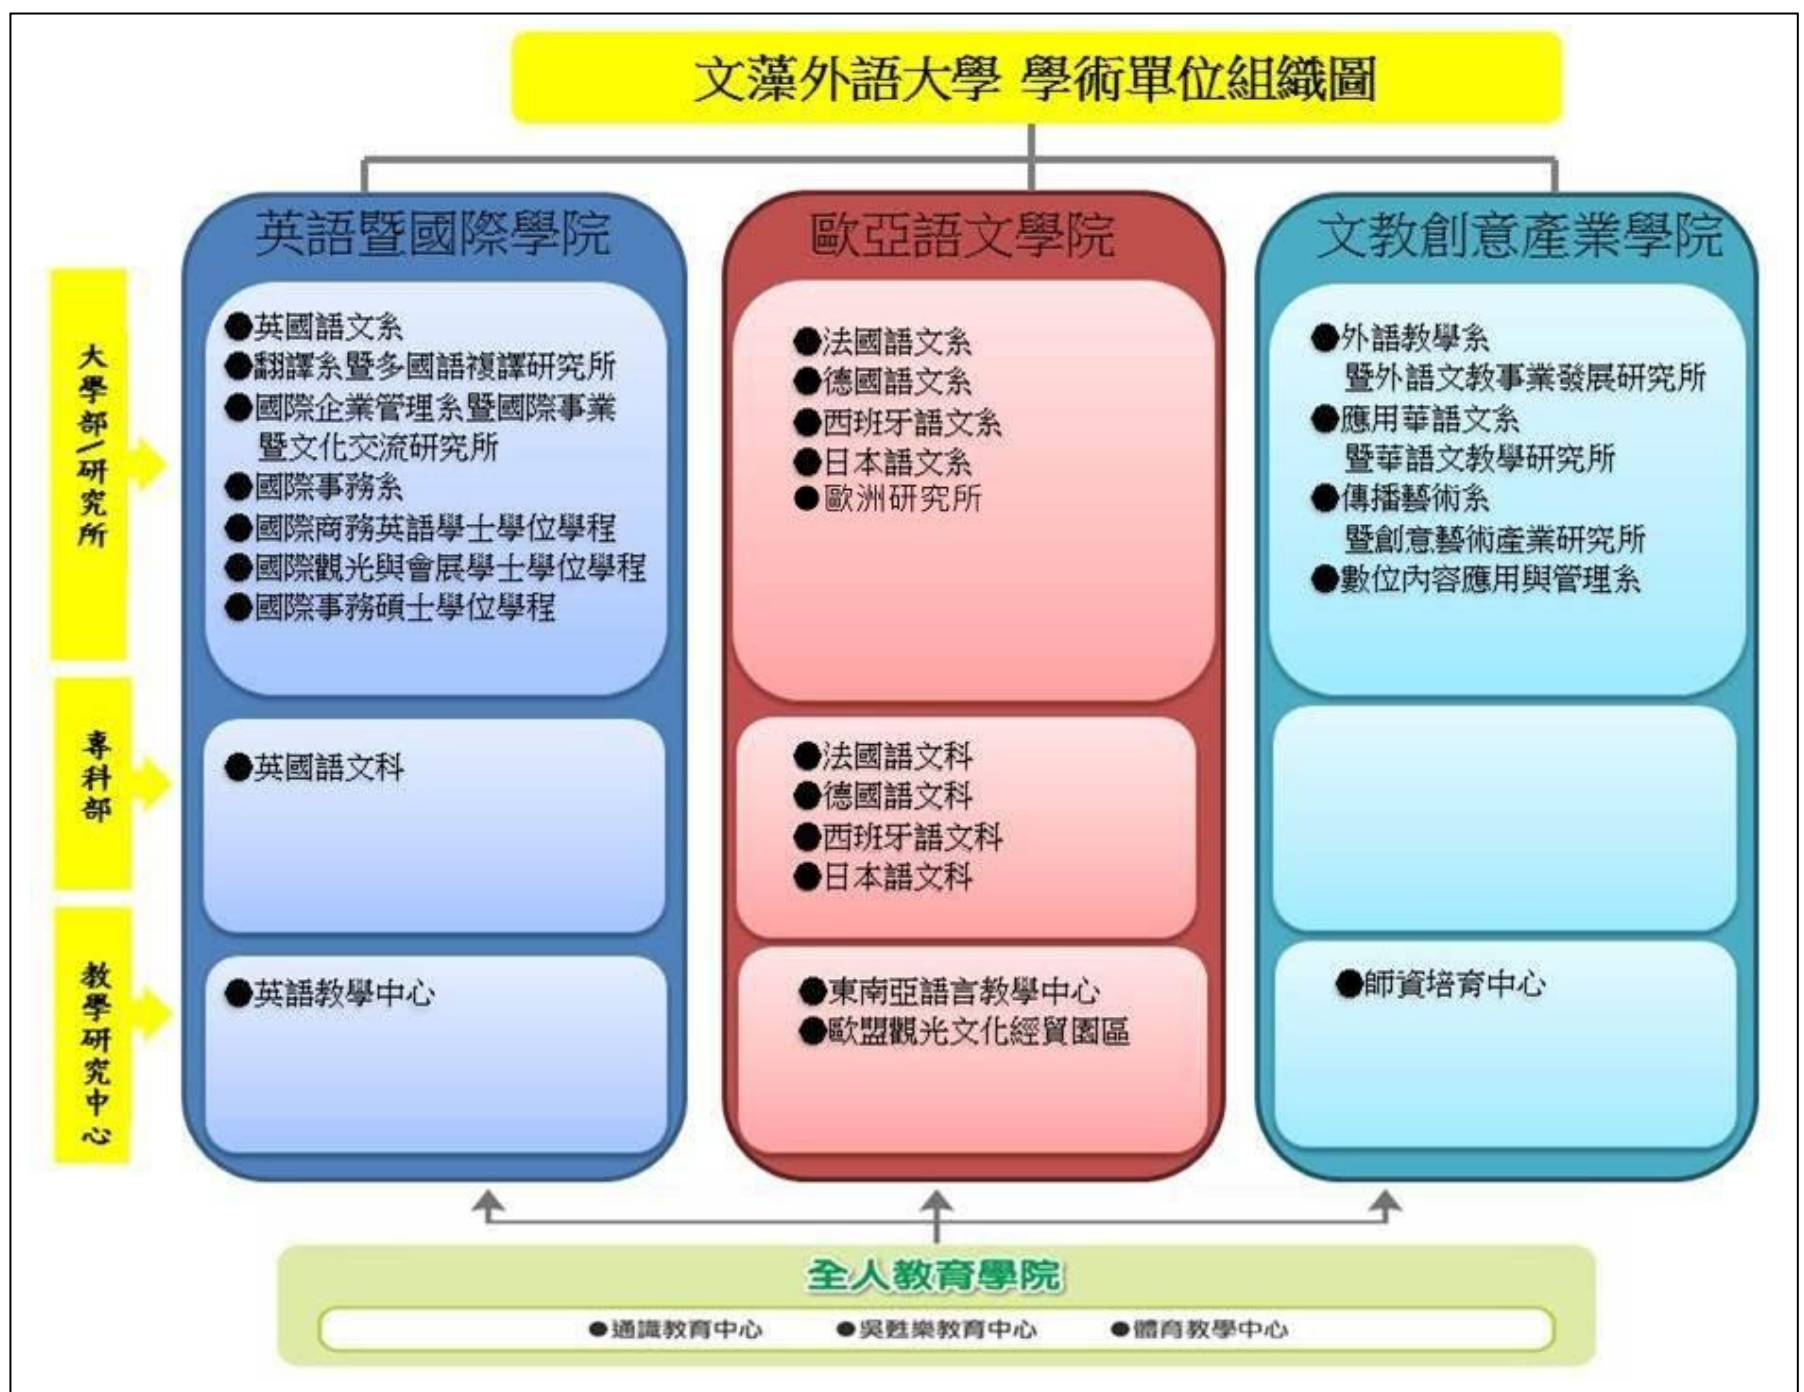 文藻外語大學 學術單位組織圖
英語暨國際學院
歐亞語文學院
文教創意產業學院
大學部/研究所
●英國語文系
●翻譯系暨多國語複譯研究所
●國際企業管理系暨國際事業
暨文化交流研究所
●國際事務系
●國際商務英語學士學位學程
●國際觀光與會展學士學位學程
●國際事務碩士學位學程
●法國語文系
●德國語文系
●西班牙語文系
●日本語文系
●歐洲研究所
●外語教學系
暨外語文教事業發展研究所
●應用華語文系
暨華語文教學研究所
●傳播藝術系
暨創意藝術產業研究所
●數位內容應用與管理系
專科部
●英國語文科
●法國語文科
●德國語文科
●西班牙語文科
●日本語文科
教學研究中心
●英語教學中心
●東南亞語言教學中心
●歐盟觀光文化經貿園區
●師資培育中心
全人教育學院
●通識教育中心 ●吳甦樂教育中心 ●體育教學中心